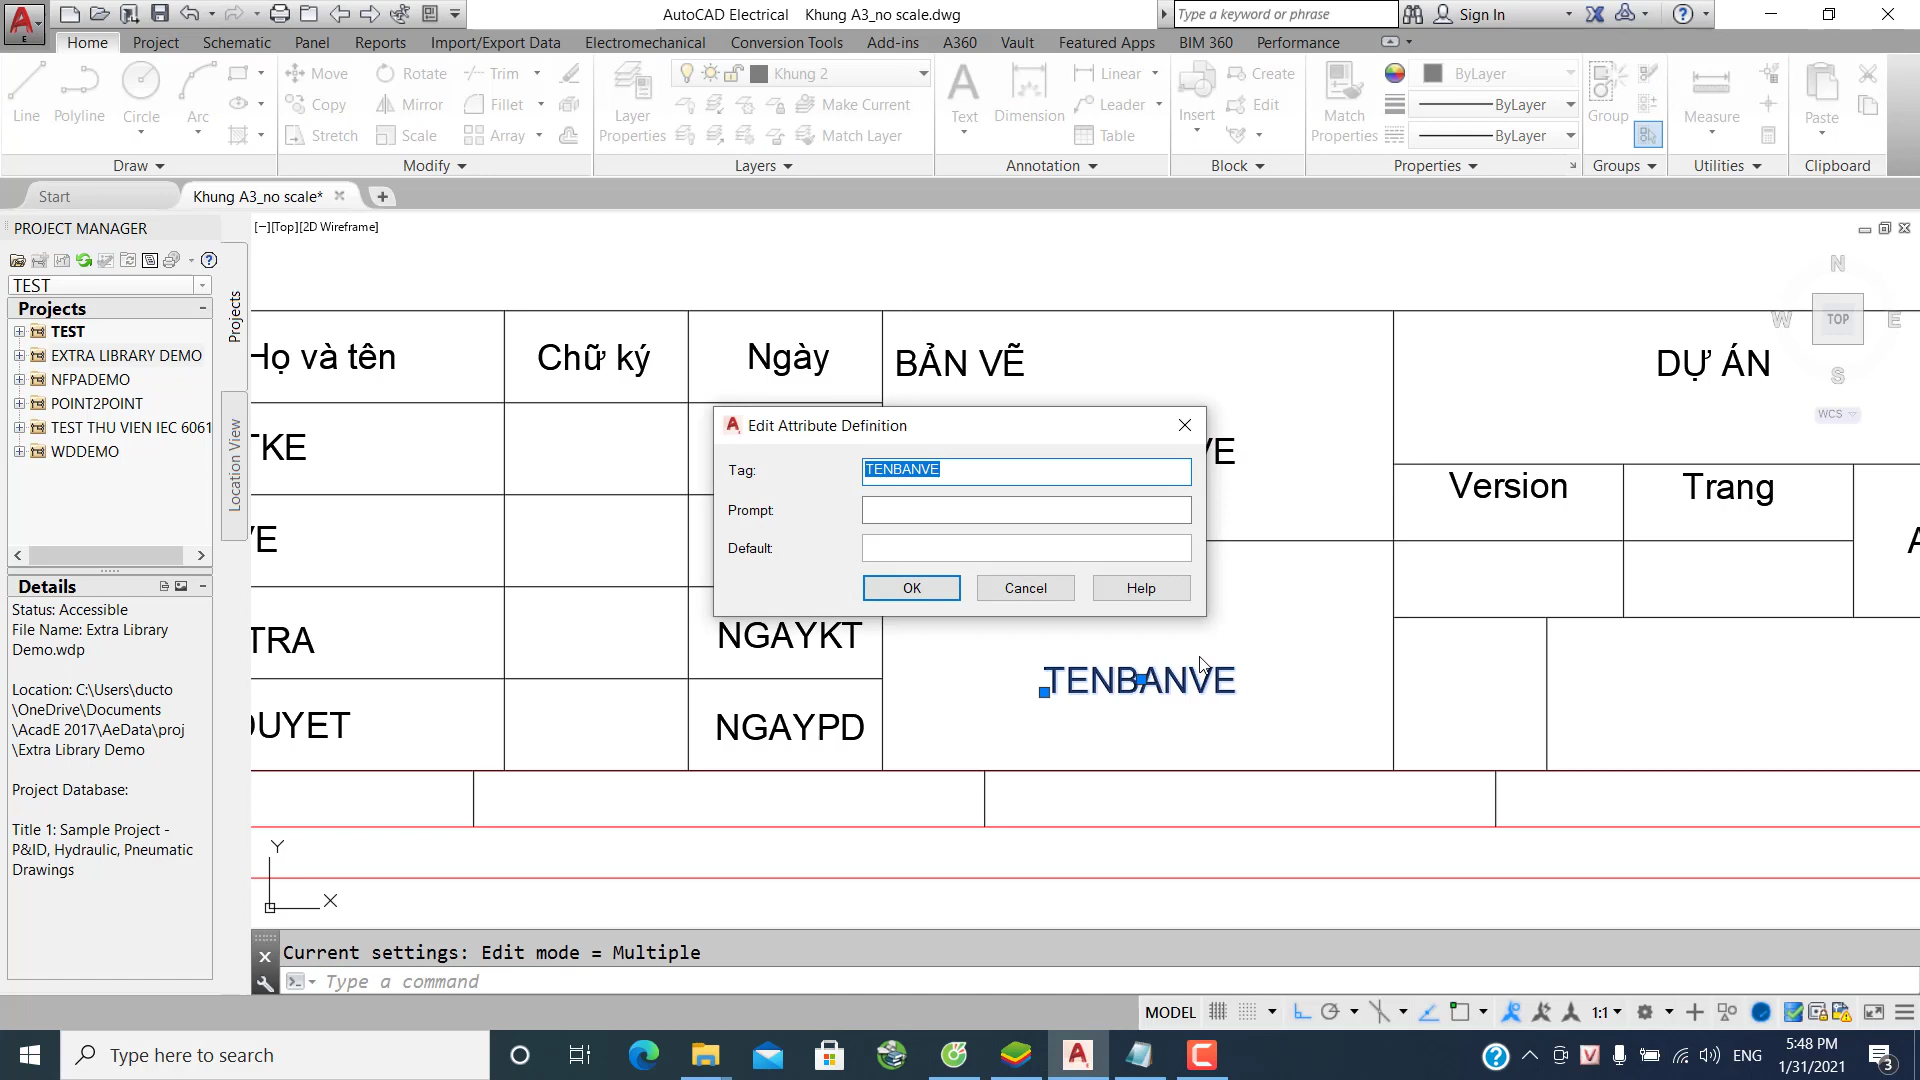 AutoCAD Electrical Khung A3_no scale.dwg
Type a keyword or phrase
Sign In
Home Project Schematic Panel Reports Import/Export Data Electromechanical Conversion Tools Add-ins A360 Vault Featured Apps BIM 360 Performance
Line Polyline Circle Arc
Move Rotate Trim
Copy Mirror Fillet
Stretch Scale Array
Layer Properties
Khung 2
Make Current
Match Layer
Text Dimension
Linear
Leader
Table
Insert
Create
Edit
Match Properties
ByLayer
ByLayer
ByLayer
Group
Measure
Paste
Draw Modify Layers Annotation Block Properties Groups Utilities Clipboard
Start Khung A3_no scale*
PROJECT MANAGER
TEST
Projects
TEST
EXTRA LIBRARY DEMO
NFPADEMO
POINT2POINT
TEST THU VIEN IEC 6061
WDDEMO
Projects
Location View
Details
Status: Accessible
File Name: Extra Library
Demo.wdp
Location: C:\Users\ducto
\OneDrive\Documents
\AcadE 2017\AeData\proj
\Extra Library Demo
Project Database:
Title 1: Sample Project -
P&ID, Hydraulic, Pneumatic
Drawings
[−][Top][2D Wireframe]
Họ và tên Chữ ký Ngày BẢN VẼ DỰ ÁN
TKE
VE
Version Trang
VE
TRA NGAYKT
TENBANVE
DUYET NGAYPD
N
W TOP E
S
WCS
Edit Attribute Definition
Tag: TENBANVE
Prompt:
Default:
OK Cancel Help
Y
X
Current settings: Edit mode = Multiple
Type a command
MODEL 1:1
Type here to search
ENG
5:48 PM
1/31/2021
3